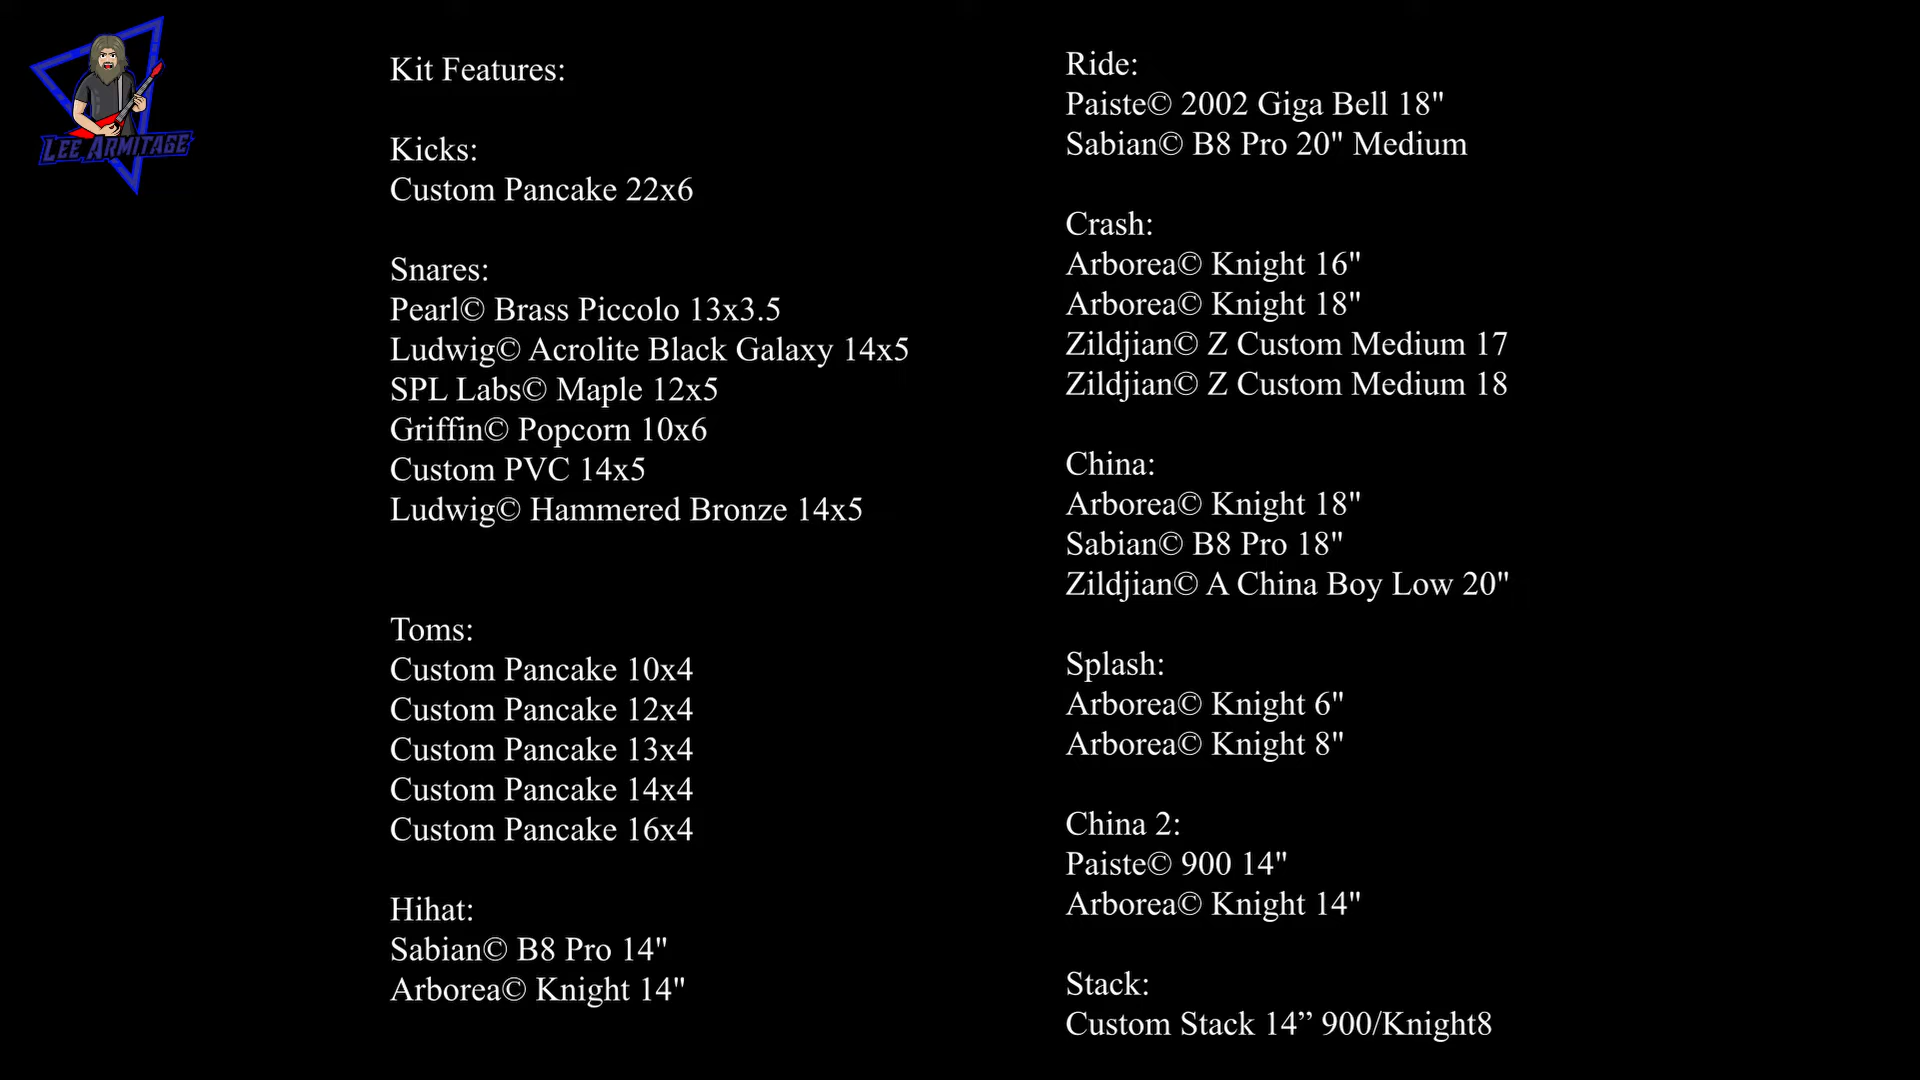 LEE ARMITAGE
Kit Features:
Kicks:
Custom Pancake 22x6
Snares:
Pearl© Brass Piccolo 13x3.5
Ludwig© Acrolite Black Galaxy 14x5
SPL Labs© Maple 12x5
Griffin© Popcorn 10x6
Custom PVC 14x5
Ludwig© Hammered Bronze 14x5
Toms:
Custom Pancake 10x4
Custom Pancake 12x4
Custom Pancake 13x4
Custom Pancake 14x4
Custom Pancake 16x4
Hihat:
Sabian© B8 Pro 14"
Arborea© Knight 14"
Ride:
Paiste© 2002 Giga Bell 18"
Sabian© B8 Pro 20" Medium
Crash:
Arborea© Knight 16"
Arborea© Knight 18"
Zildjian© Z Custom Medium 17
Zildjian© Z Custom Medium 18
China:
Arborea© Knight 18"
Sabian© B8 Pro 18"
Zildjian© A China Boy Low 20"
Splash:
Arborea© Knight 6"
Arborea© Knight 8"
China 2:
Paiste© 900 14"
Arborea© Knight 14"
Stack:
Custom Stack 14” 900/Knight8